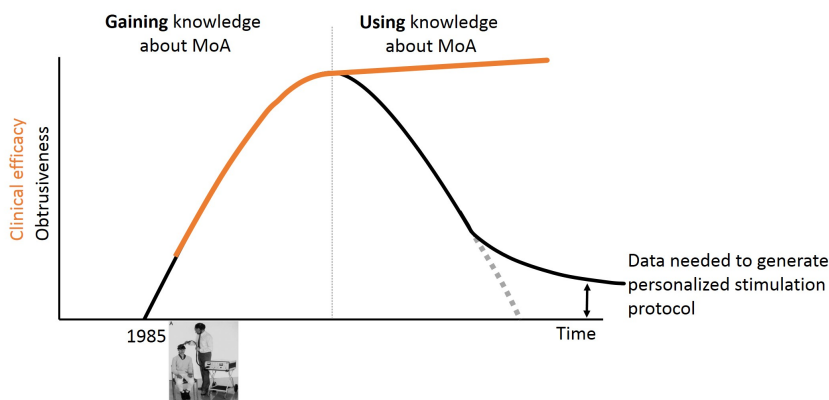 Gaining knowledge
about MoA
Using knowledge
about MoA
Clinical efficacy
Obtrusiveness
Data needed to generate
personalized stimulation
protocol
1985
Time
A